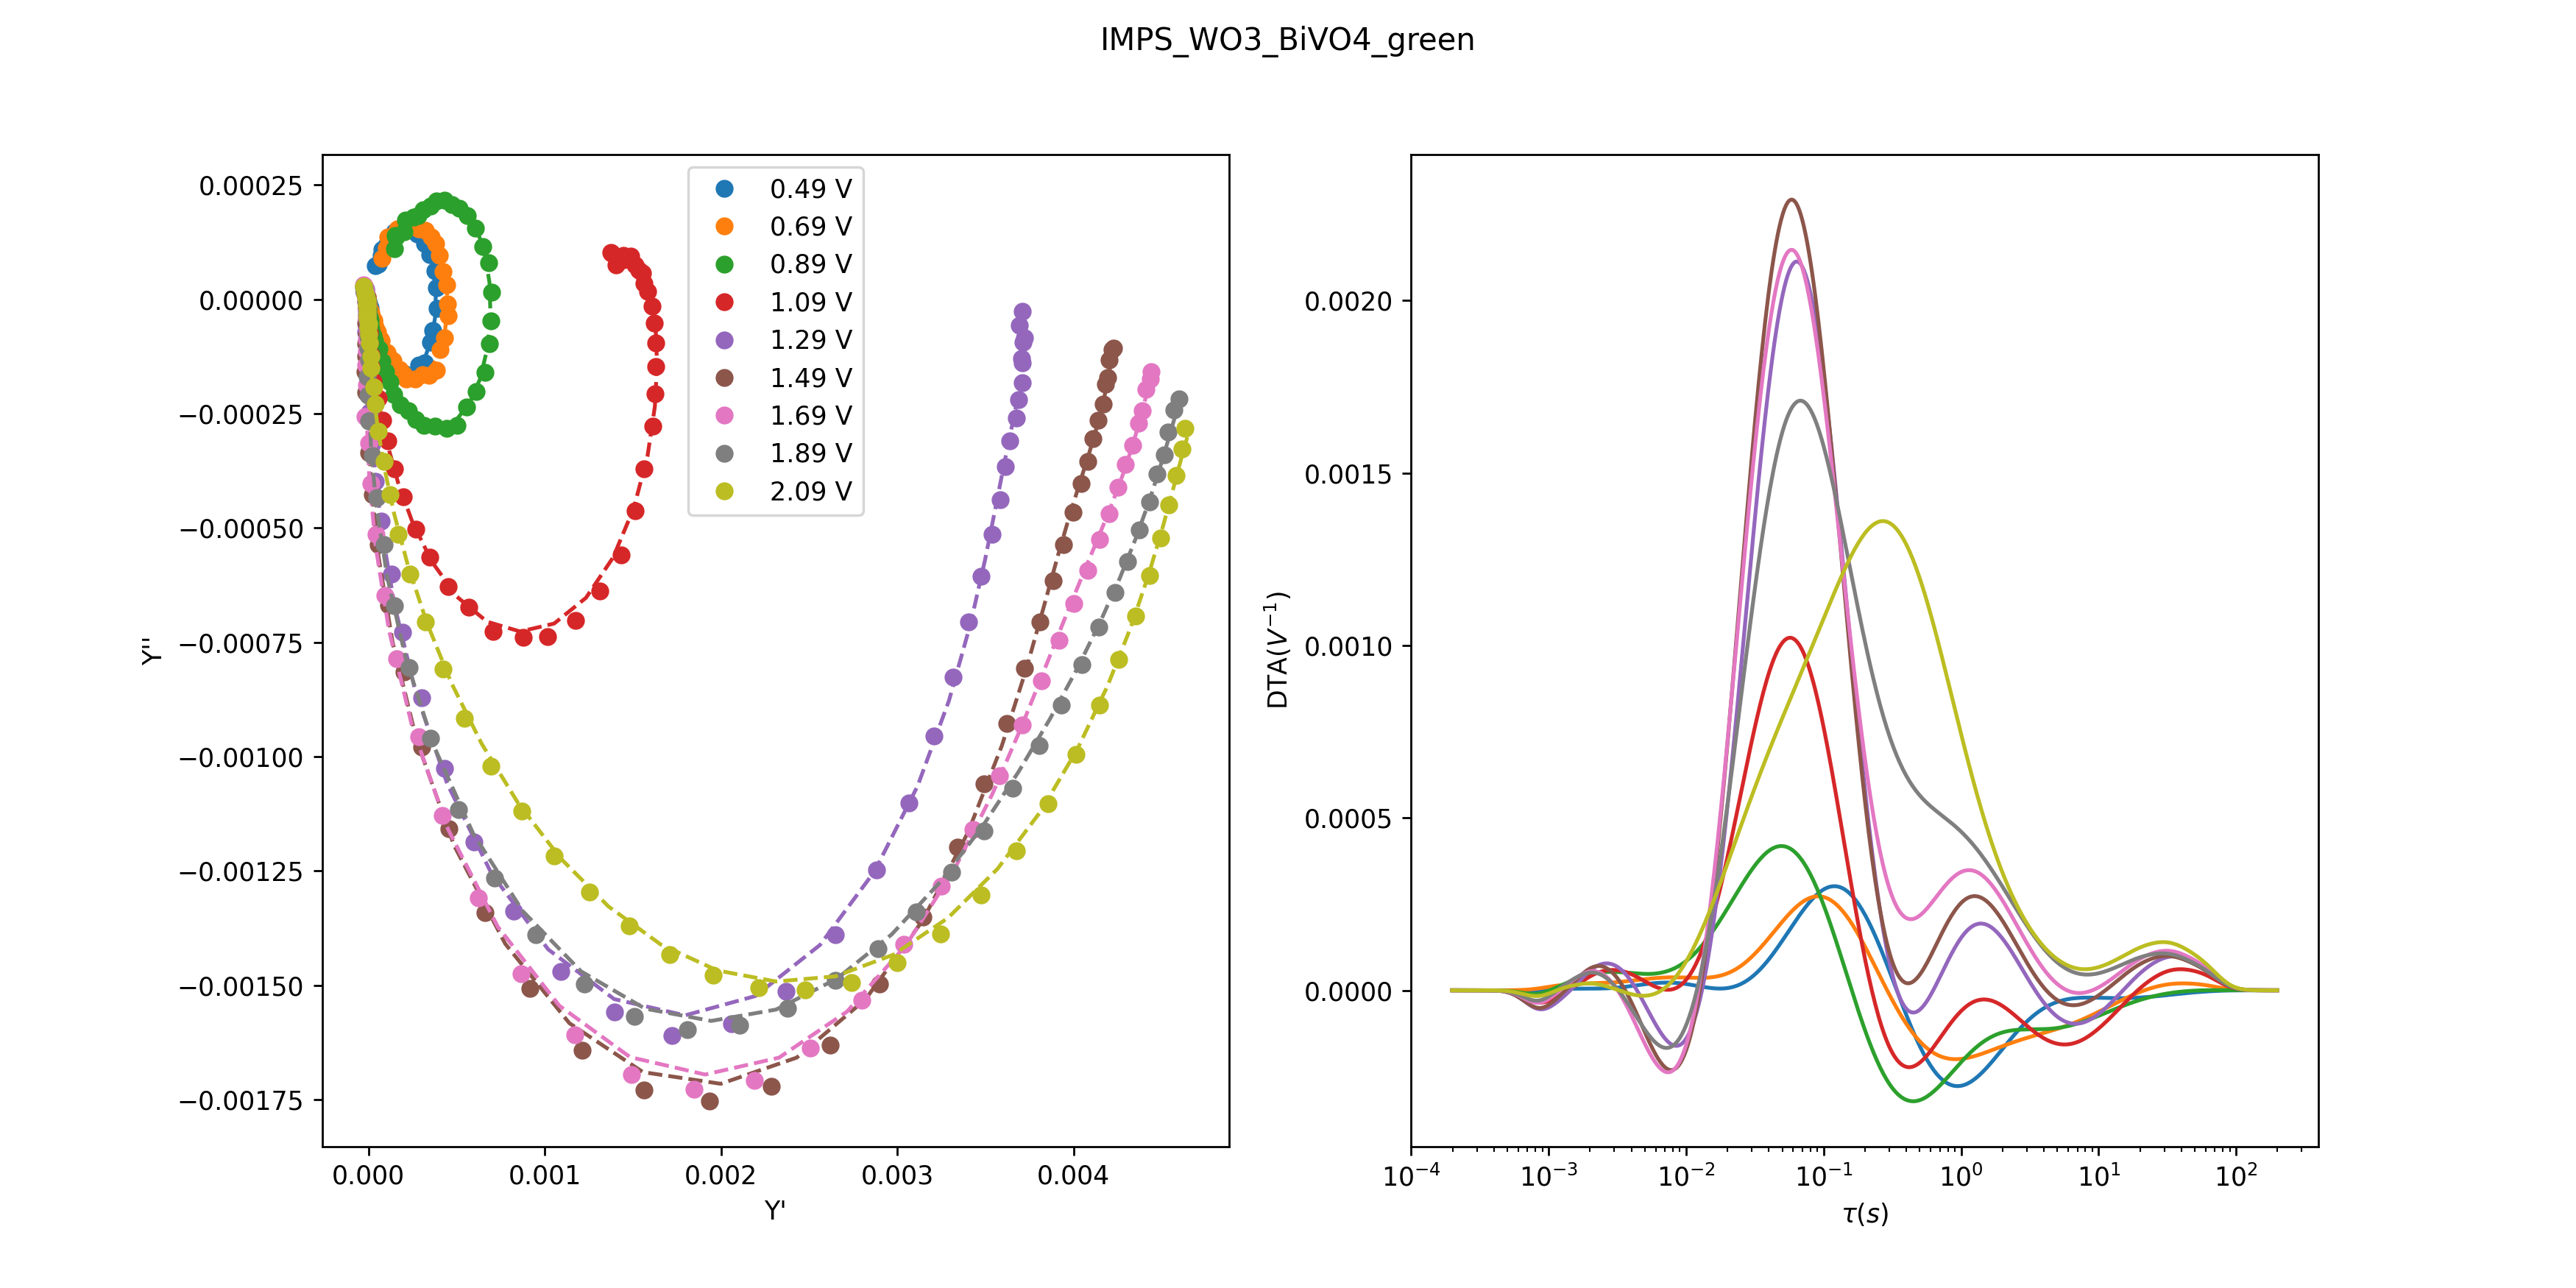 IMPS_WO3_BiVO4_green
0.00025
0.00000
−0.00025
−0.00050
−0.00075
−0.00100
−0.00125
−0.00150
−0.00175
Y''
0.000 0.001 0.002 0.003 0.004
Y'
0.49 V
0.69 V
0.89 V
1.09 V
1.29 V
1.49 V
1.69 V
1.89 V
2.09 V
0.0020
0.0015
0.0010
0.0005
0.0000
DTA(V⁻¹)
10⁻⁴ 10⁻³ 10⁻² 10⁻¹ 10⁰ 10¹ 10²
τ(s)